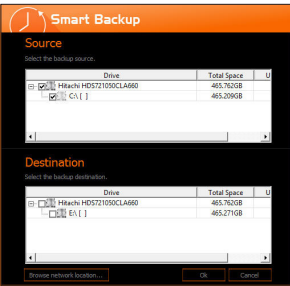 Smart Backup
Source
Select the backup source.
Drive Total Space U
Hitachi HDS721050CLA660 465.762GB
C:\ [ ] 465.209GB
Destination
Select the backup destination.
Drive Total Space U
Hitachi HDS721050CLA660 465.762GB
E:\ [ ] 465.271GB
Browse network location... Ok Cancel